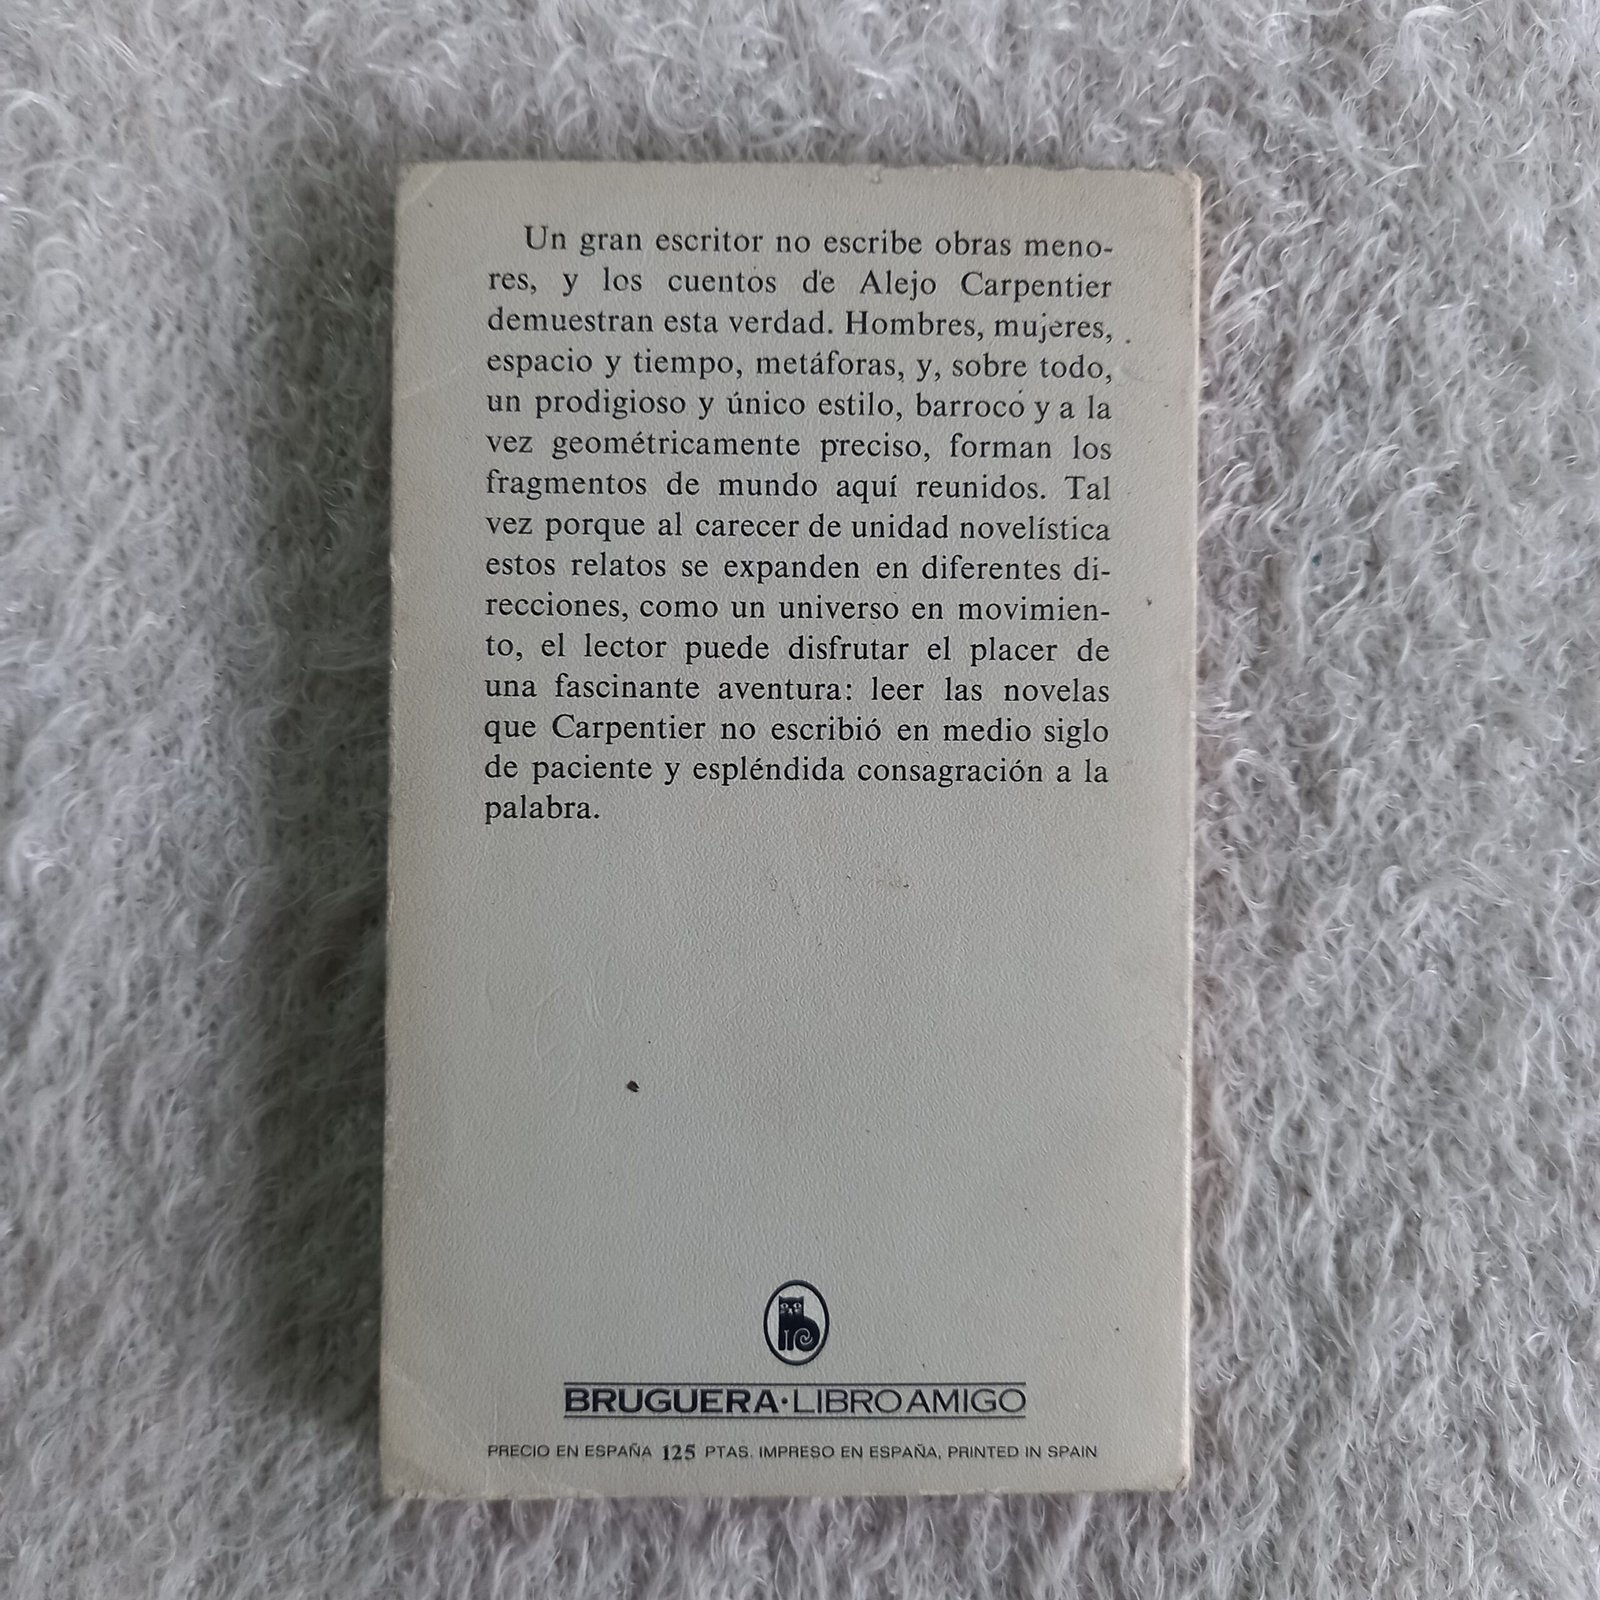 Un gran escritor no escribe obras meno-
res, y los cuentos de Alejo Carpentier
demuestran esta verdad. Hombres, mujeres,
espacio y tiempo, metáforas, y, sobre todo,
un prodigioso y único estilo, barroco y a la
vez geométricamente preciso, forman los
fragmentos de mundo aquí reunidos. Tal
vez porque al carecer de unidad novelística
estos relatos se expanden en diferentes di-
recciones, como un universo en movimien-
to, el lector puede disfrutar el placer de
una fascinante aventura: leer las novelas
que Carpentier no escribió en medio siglo
de paciente y espléndida consagración a la
palabra.
BRUGUERA·LIBRO AMIGO
PRECIO EN ESPAÑA 125 PTAS. IMPRESO EN ESPAÑA, PRINTED IN SPAIN